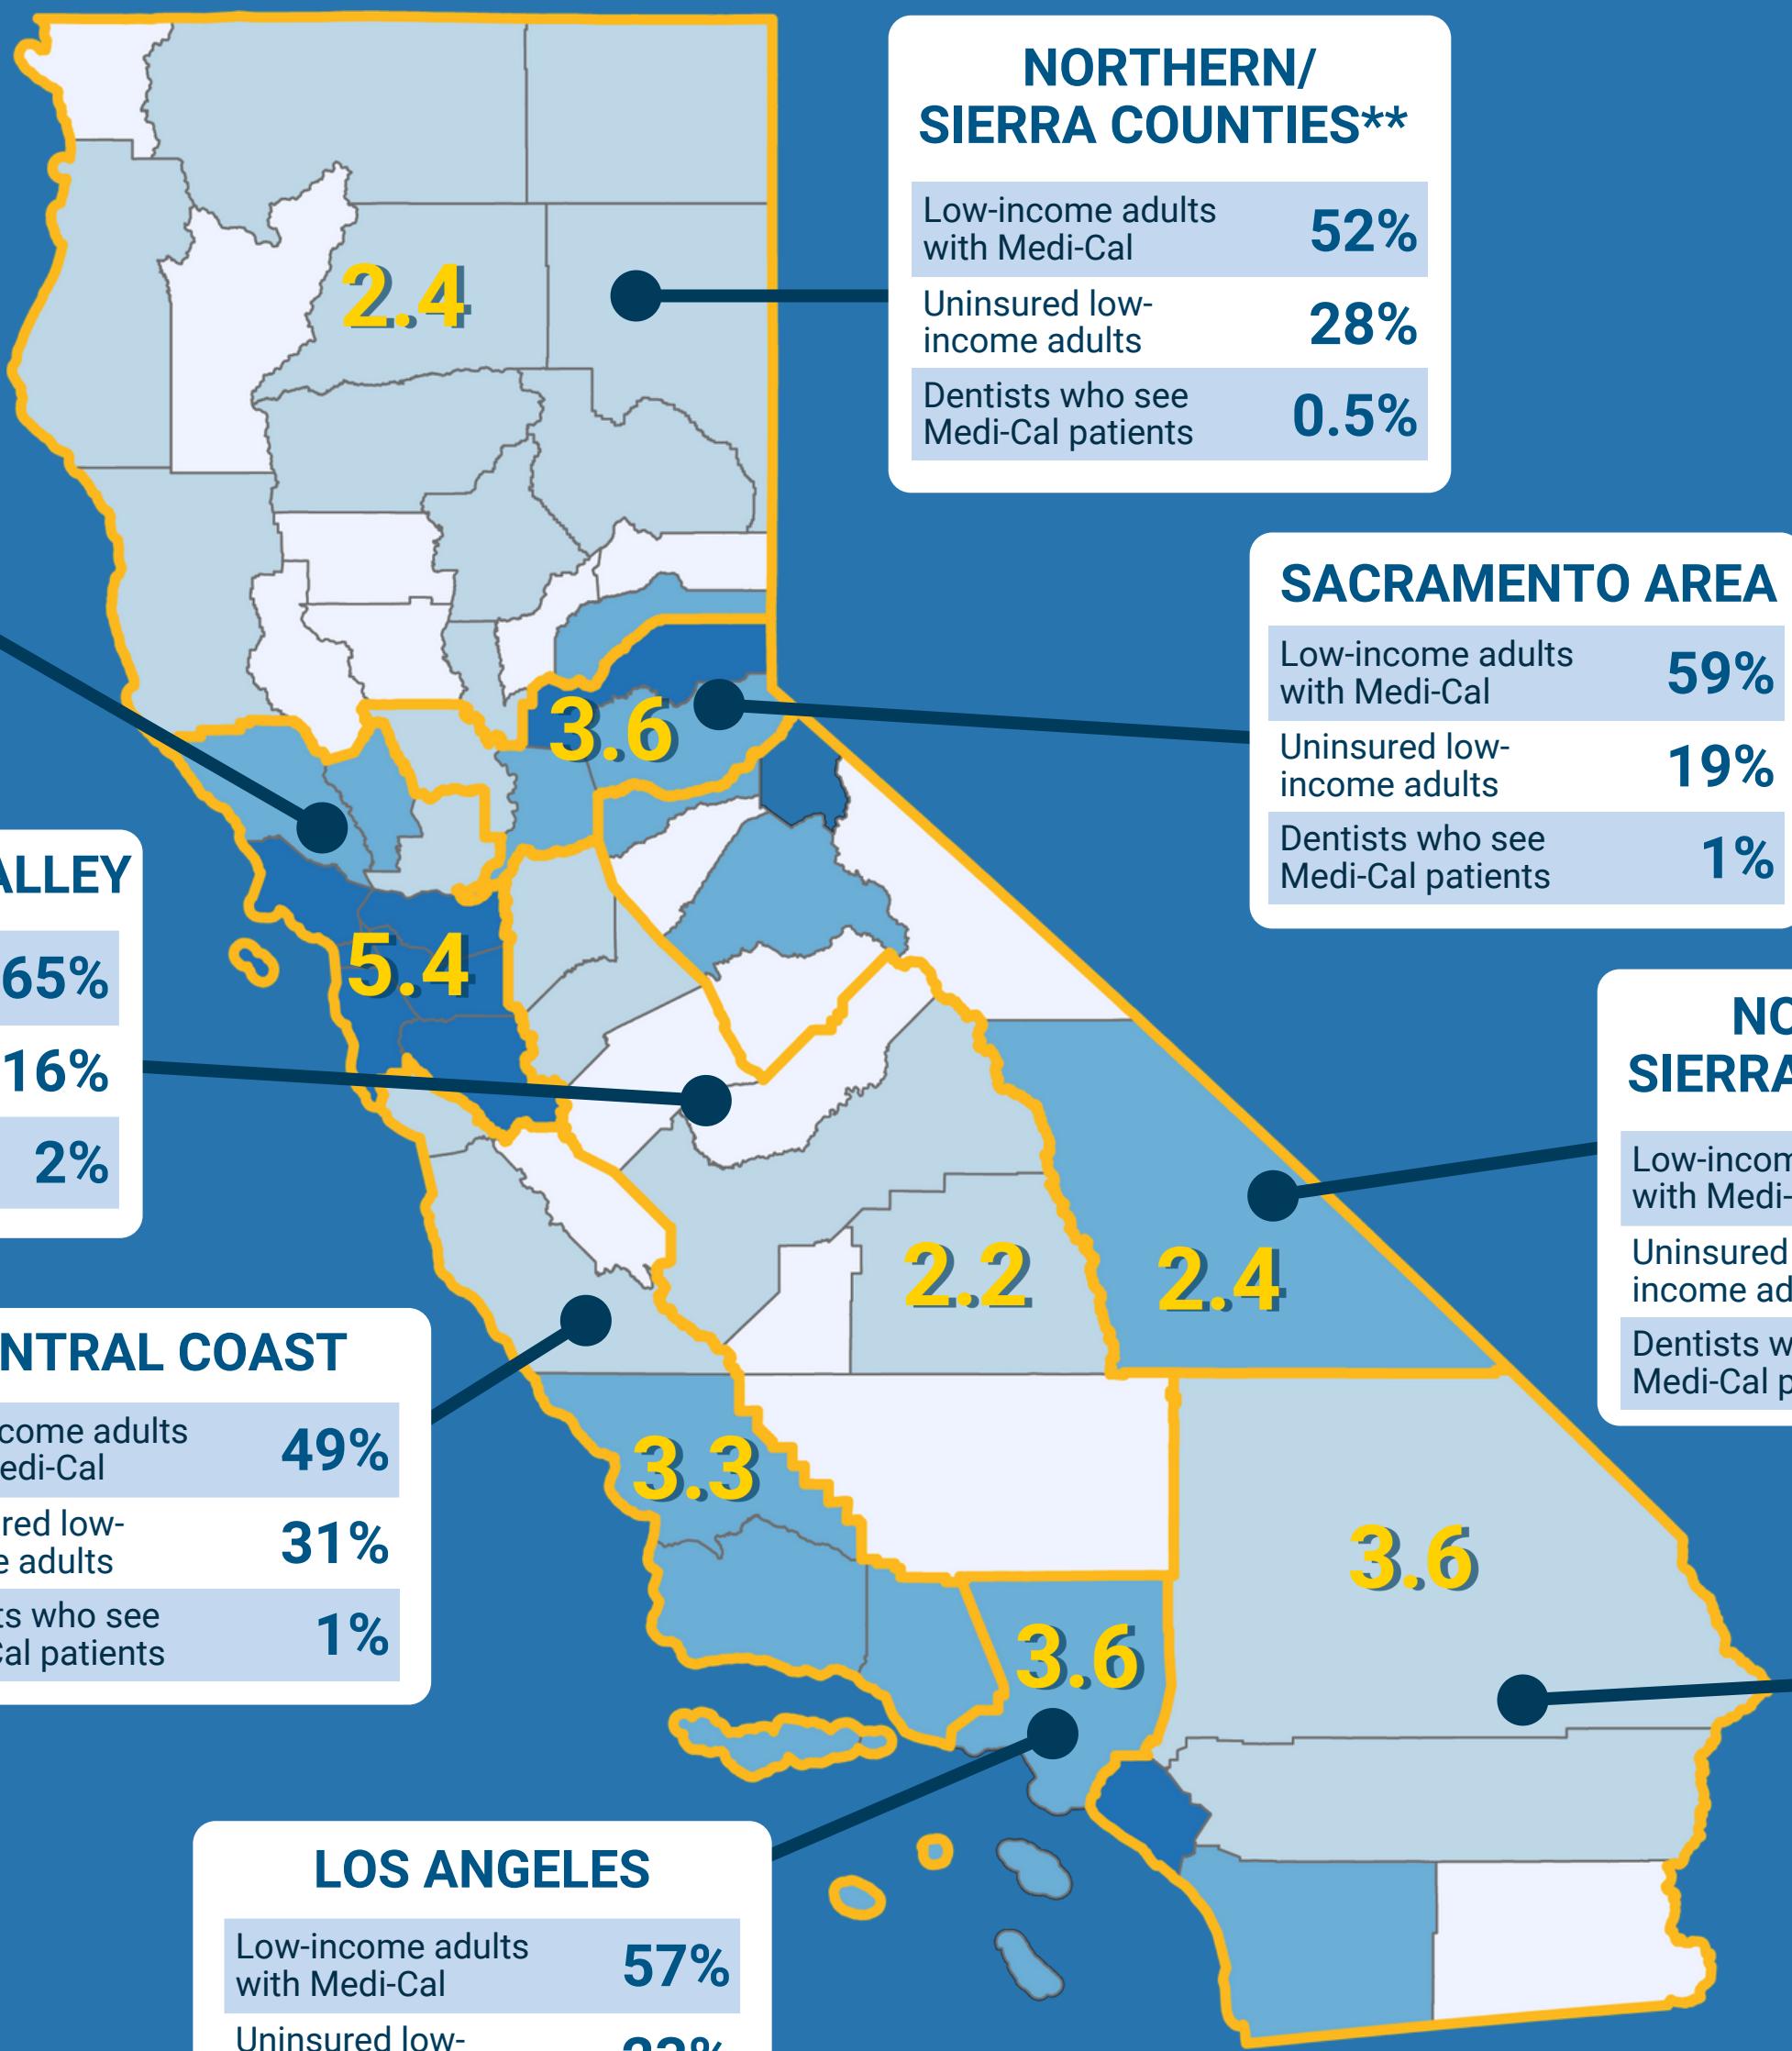 NORTHERN/
SIERRA COUNTIES**
Low-income adults
with Medi-Cal
52%
Uninsured low-
income adults
28%
Dentists who see
Medi-Cal patients
0.5%
2.4
SACRAMENTO AREA
Low-income adults
with Medi-Cal
59%
Uninsured low-
income adults
19%
Dentists who see
Medi-Cal patients
1%
3.6
ALLEY
65%
16%
2%
5.4
NO
SIERRA
Low-incom
with Medi-
Uninsured
income ad
Dentists w
Medi-Cal p
2.2
2.4
NTRAL COAST
come adults
edi-Cal
49%
red low-
e adults
31%
ts who see
Cal patients
1%
3.3
3.6
3.6
LOS ANGELES
Low-income adults
with Medi-Cal
57%
Uninsured low-